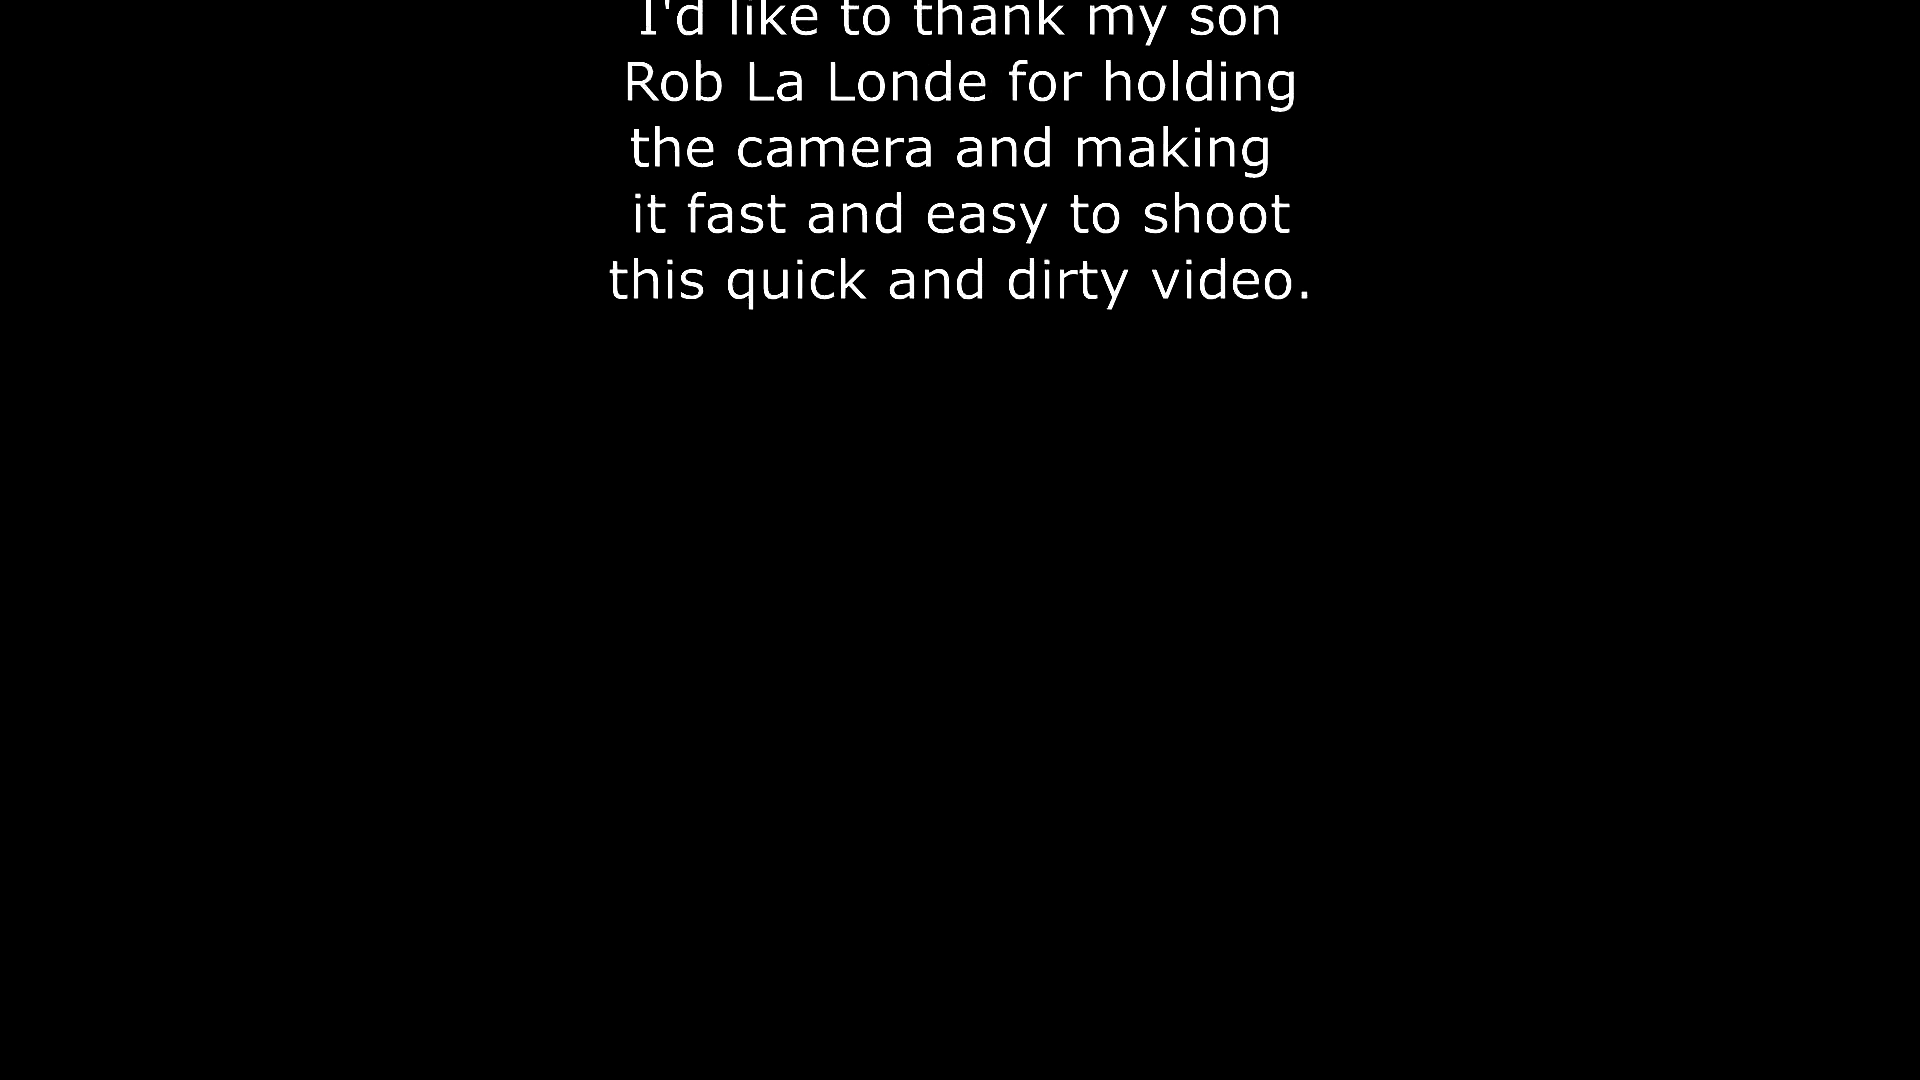 I'd like to thank my son
Rob La Londe for holding
the camera and making
it fast and easy to shoot
this quick and dirty video.